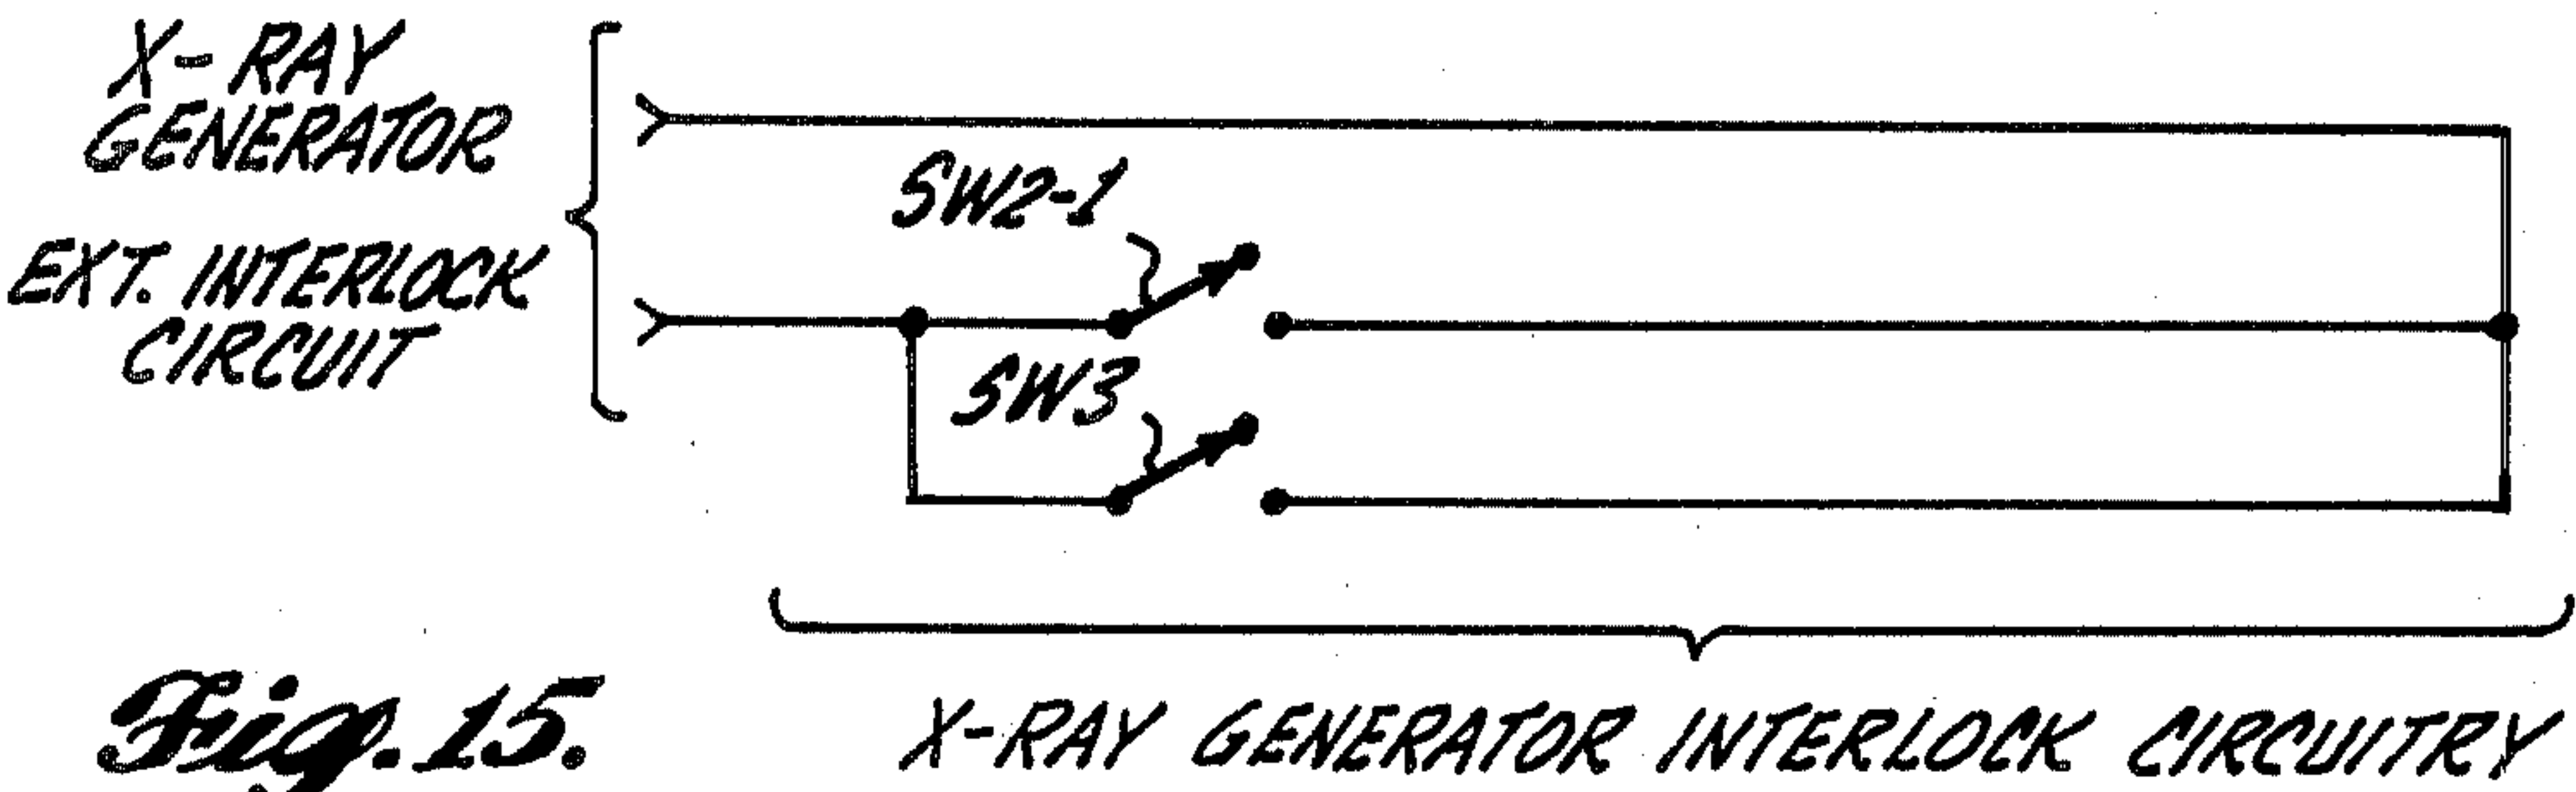 X-RAY
GENERATOR
EXT. INTERLOCK
CIRCUIT
SW2-1
SW3
Fig. 15.
X-RAY GENERATOR INTERLOCK CIRCUITRY